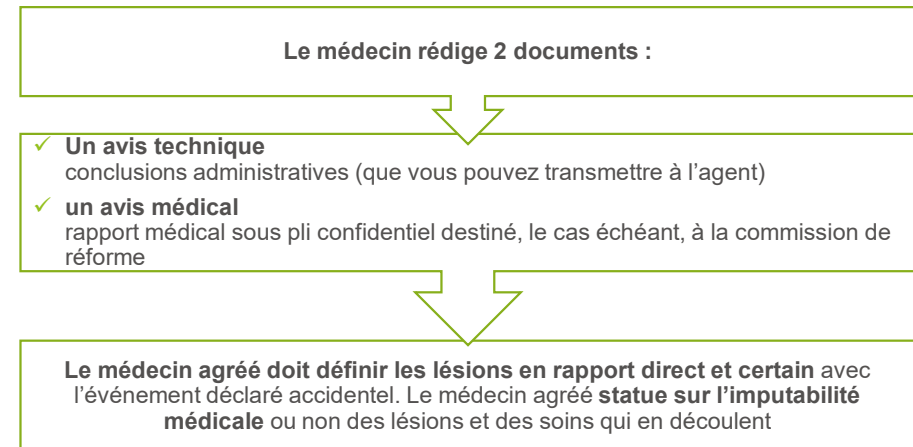 Le médecin rédige 2 documents :
✓ Un avis technique
conclusions administratives (que vous pouvez transmettre à l’agent)
✓ un avis médical
rapport médical sous pli confidentiel destiné, le cas échéant, à la commission de
réforme
Le médecin agréé doit définir les lésions en rapport direct et certain avec
l’événement déclaré accidentel. Le médecin agréé statue sur l’imputabilité
médicale ou non des lésions et des soins qui en découlent